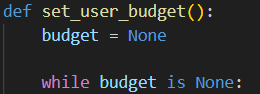 def set_user_budget():
    budget = None
    while budget is None: